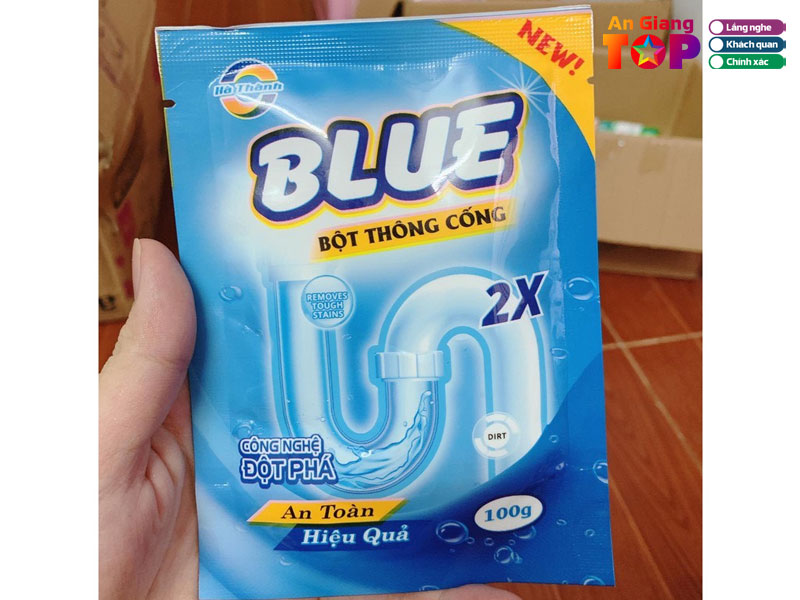 An Giang
TOP
Lắng nghe
Khách quan
Chính xác
NEW!
Hà Thành
BLUE
BỘT THÔNG CỐNG
REMOVES
TOUGH
STAINS
2X
DIRT
CÔNG NGHỆ
ĐỘT PHÁ
An Toàn
Hiệu Quả
100g